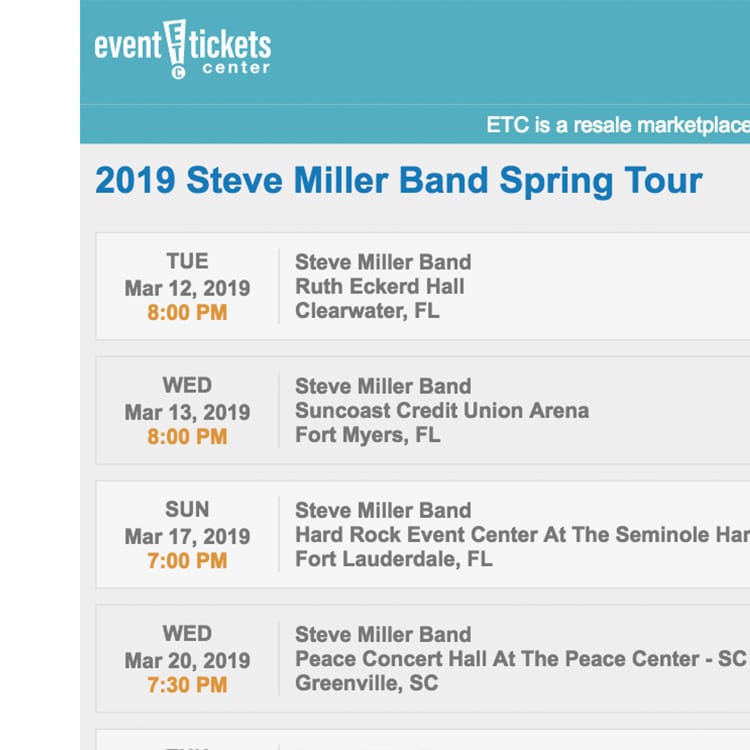 event ETC tickets
center
ETC is a resale marketplace
2019 Steve Miller Band Spring Tour
TUE
Mar 12, 2019
8:00 PM
Steve Miller Band
Ruth Eckerd Hall
Clearwater, FL
WED
Mar 13, 2019
8:00 PM
Steve Miller Band
Suncoast Credit Union Arena
Fort Myers, FL
SUN
Mar 17, 2019
7:00 PM
Steve Miller Band
Hard Rock Event Center At The Seminole Har
Fort Lauderdale, FL
WED
Mar 20, 2019
7:30 PM
Steve Miller Band
Peace Concert Hall At The Peace Center - SC
Greenville, SC